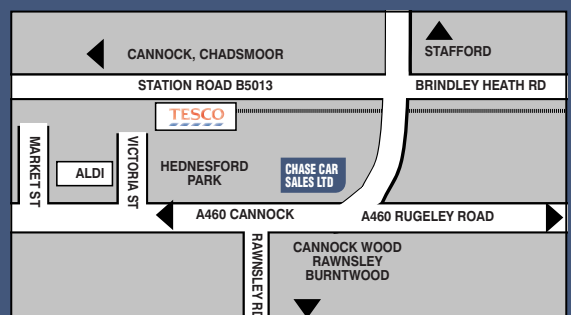 CANNOCK, CHADSMOOR
STAFFORD
STATION ROAD B5013
BRINDLEY HEATH RD
TESCO
MARKET ST
ALDI
VICTORIA ST
HEDNESFORD
PARK
CHASE CAR
SALES LTD
A460 CANNOCK
A460 RUGELEY ROAD
RAWNSLEY RD
CANNOCK WOOD
RAWNSLEY
BURNTWOOD